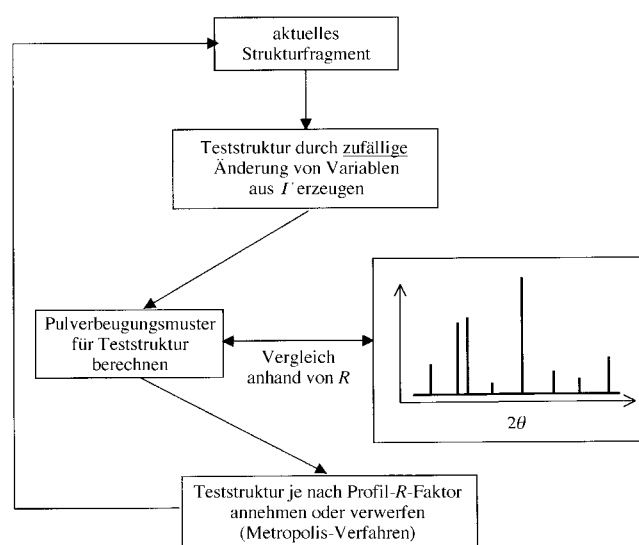 aktuelles
Strukturfragment
Teststruktur durch zufällige
Änderung von Variablen
aus Γ erzeugen
Pulverbeugungsmuster
für Teststruktur
berechnen
Vergleich
anhand von R
2θ
Teststruktur je nach Profil-R-Faktor
annehmen oder verwerfen
(Metropolis-Verfahren)